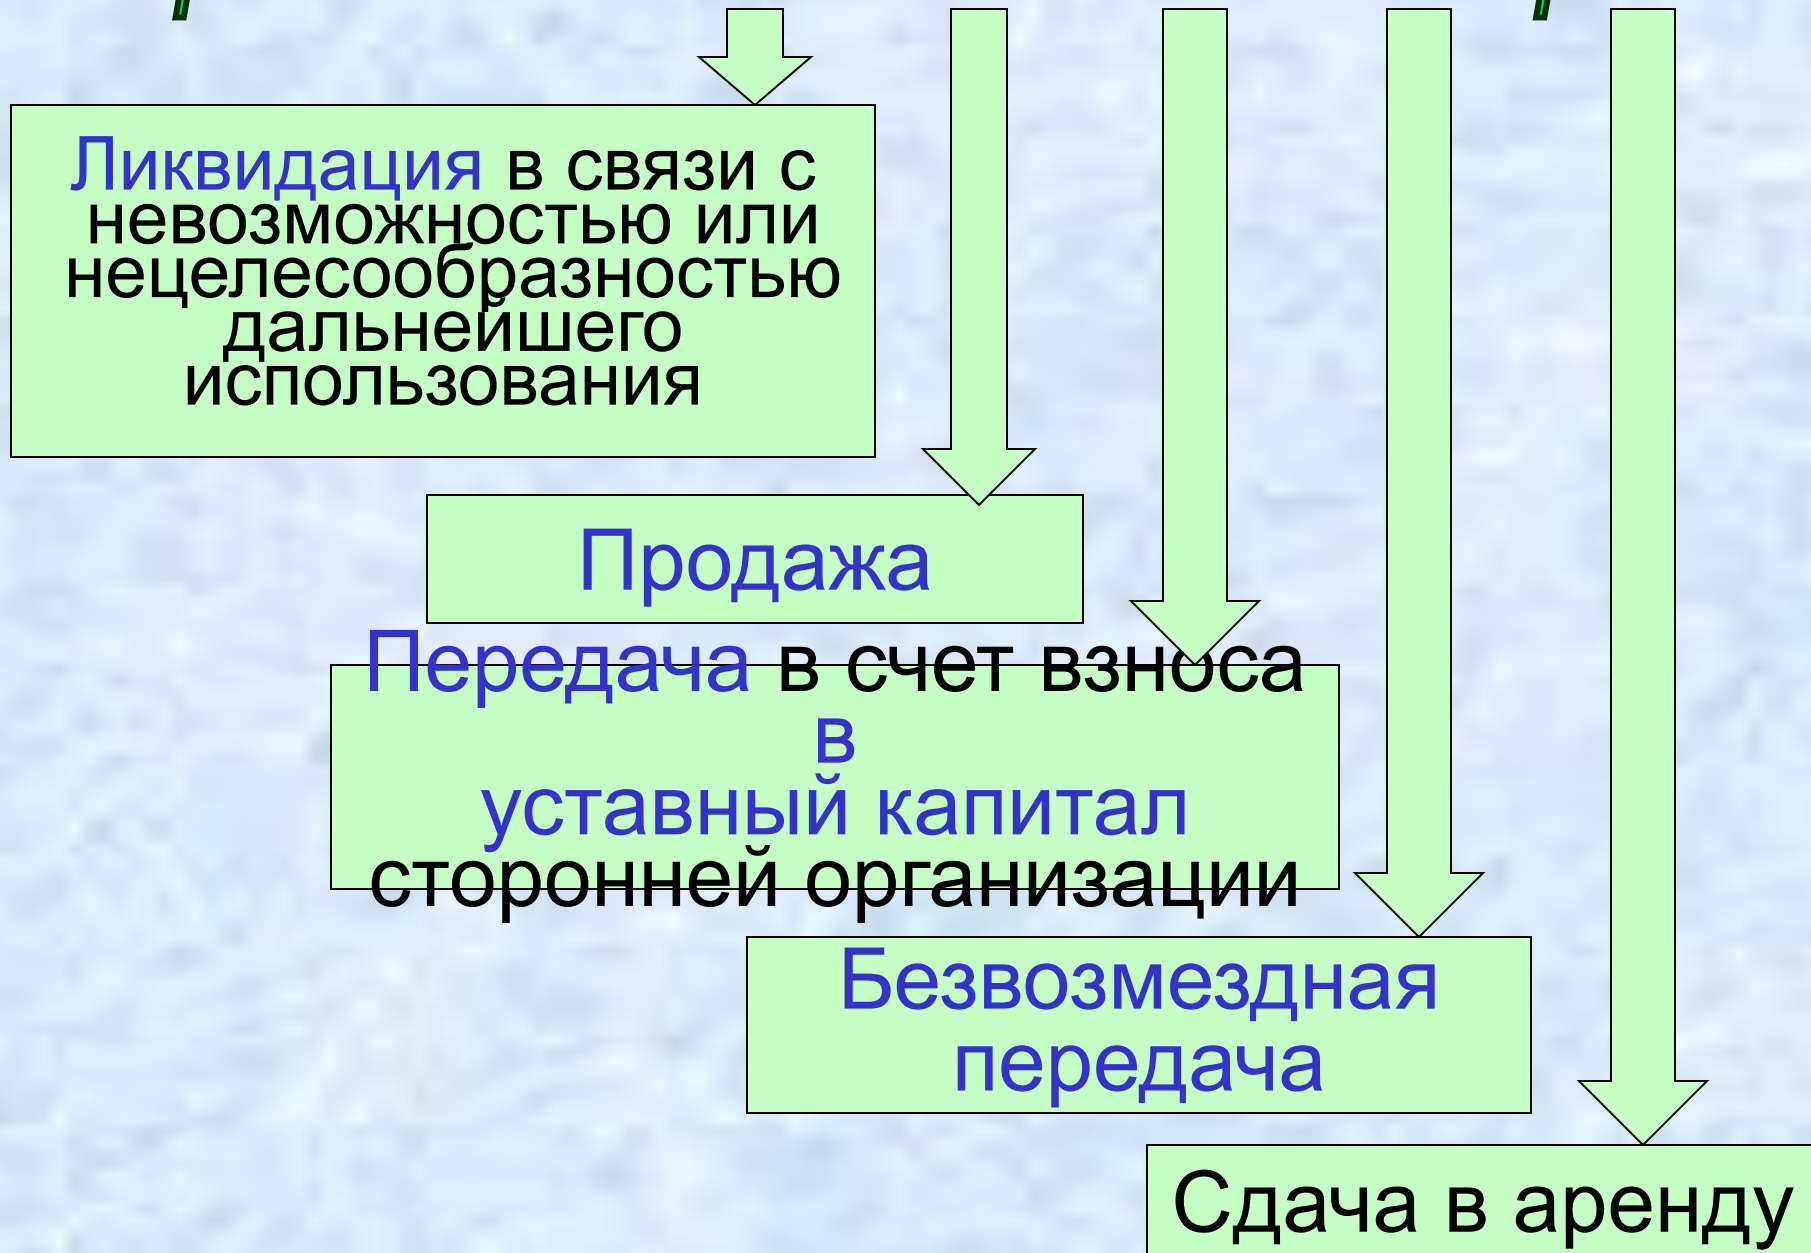 Ликвидация в связи с
невозможностью или
нецелесообразностью
дальнейшего
использования
Продажа
Передача в счет взноса
в
уставный капитал
сторонней организации
Безвозмездная
передача
Сдача в аренду